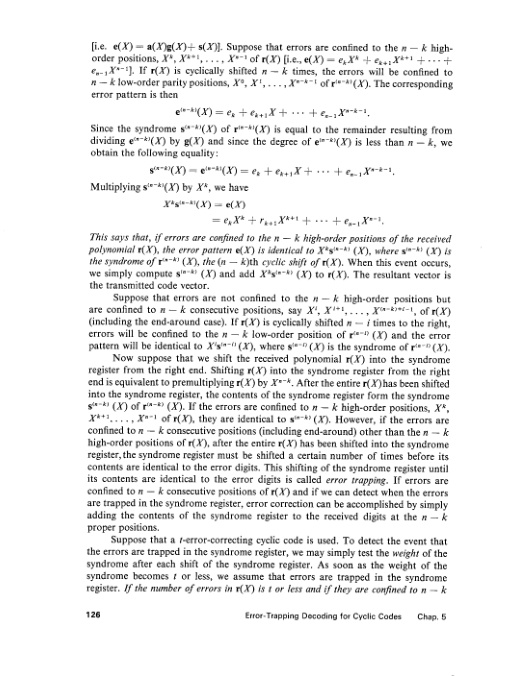 [i.e. e(X) = a(X)g(X)+ s(X)]. Suppose that errors are confined to the n − k high-
order positions, X^k, X^{k+1}, . . . , X^{n-1} of r(X) [i.e., e(X) = e_kX^k + e_{k+1}X^{k+1} + ··· +
e_{n-1}X^{n-1}]. If r(X) is cyclically shifted n − k times, the errors will be confined to
n − k low-order parity positions, X^0, X^1, . . . , X^{n-k-1} of r^{(n-k)}(X). The corresponding
error pattern is then
e^{(n-k)}(X) = e_k + e_{k+1}X + ··· + e_{n-1}X^{n-k-1}.
Since the syndrome s^{(n-k)}(X) of r^{(n-k)}(X) is equal to the remainder resulting from
dividing e^{(n-k)}(X) by g(X) and since the degree of e^{(n-k)}(X) is less than n − k, we
obtain the following equality:
s^{(n-k)}(X) = e^{(n-k)}(X) = e_k + e_{k+1}X + ··· + e_{n-1}X^{n-k-1}.
Multiplying s^{(n-k)}(X) by X^k, we have
X^ks^{(n-k)}(X) = e(X)
= e_kX^k + r_{k+1}X^{k+1} + ··· + e_{n-1}X^{n-1}.
This says that, if errors are confined to the n − k high-order positions of the received
polynomial r(X), the error pattern e(X) is identical to X^ks^{(n-k)} (X), where s^{(n-k)} (X) is
the syndrome of r^{(n-k)} (X), the (n − k)th cyclic shift of r(X). When this event occurs,
we simply compute s^{(n-k)} (X) and add X^ks^{(n-k)} (X) to r(X). The resultant vector is
the transmitted code vector.
Suppose that errors are not confined to the n − k high-order positions but
are confined to n − k consecutive positions, say X^i, X^{i+1}, . . . , X^{(n-k)+i-1}, of r(X)
(including the end-around case). If r(X) is cyclically shifted n − i times to the right,
errors will be confined to the n − k low-order position of r^{(n-i)} (X) and the error
pattern will be identical to X^is^{(n-i)} (X), where s^{(n-i)} (X) is the syndrome of r^{(n-i)} (X).
Now suppose that we shift the received polynomial r(X) into the syndrome
register from the right end. Shifting r(X) into the syndrome register from the right
end is equivalent to premultiplying r(X) by X^{n-k}. After the entire r(X) has been shifted
into the syndrome register, the contents of the syndrome register form the syndrome
s^{(n-k)} (X) of r^{(n-k)} (X). If the errors are confined to n − k high-order positions, X^k,
X^{k+1}, . . . , X^{n-1} of r(X), they are identical to s^{(n-k)} (X). However, if the errors are
confined to n − k consecutive positions (including end-around) other than the n − k
high-order positions of r(X), after the entire r(X) has been shifted into the syndrome
register, the syndrome register must be shifted a certain number of times before its
contents are identical to the error digits. This shifting of the syndrome register until
its contents are identical to the error digits is called error trapping. If errors are
confined to n − k consecutive positions of r(X) and if we can detect when the errors
are trapped in the syndrome register, error correction can be accomplished by simply
adding the contents of the syndrome register to the received digits at the n − k
proper positions.
Suppose that a t-error-correcting cyclic code is used. To detect the event that
the errors are trapped in the syndrome register, we may simply test the weight of the
syndrome after each shift of the syndrome register. As soon as the weight of the
syndrome becomes t or less, we assume that errors are trapped in the syndrome
register. If the number of errors in r(X) is t or less and if they are confined to n − k
126 Error-Trapping Decoding for Cyclic Codes Chap. 5